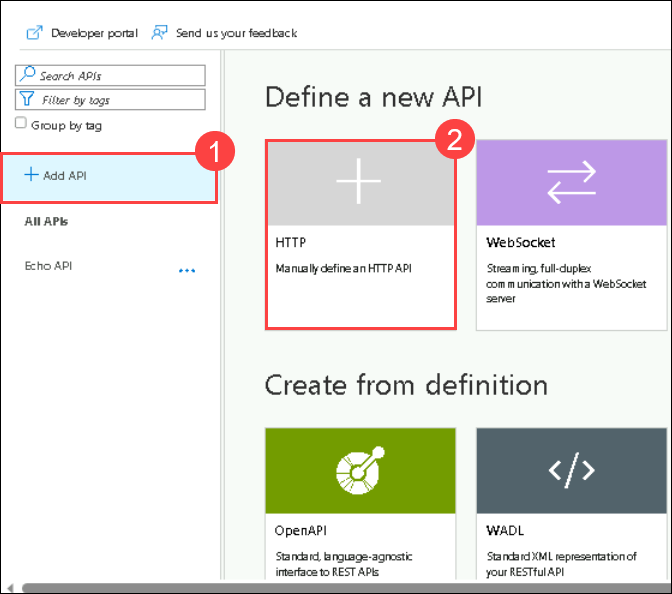 Developer portal
Send us your feedback
Search APIs
Filter by tags
Group by tag
1
Add API
All APIs
Echo API
Define a new API
2
HTTP
Manually define an HTTP API
WebSocket
Streaming, full-duplex
communication with a WebSocket
server
Create from definition
OpenAPI
Standard, language-agnostic
interface to REST APIs
WADL
Standard XML representation of
your RESTful API